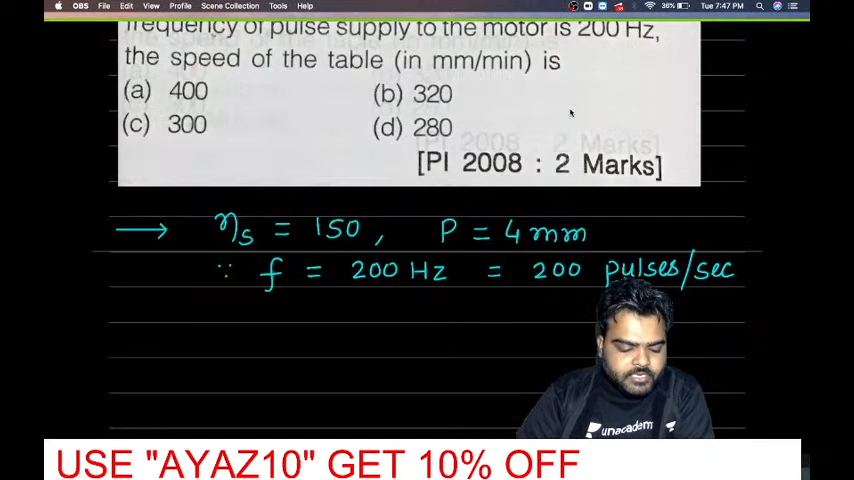 OBS File Edit View Profile Scene Collection Tools Help 36% Tue 7:47 PM
frequency of pulse supply to the motor is 200 Hz,
the speed of the table (in mm/min) is
(a) 400 (b) 320
(c) 300 (d) 280
[PI 2008 : 2 Marks]
→ ηs = 150 , P = 4 mm
∵ f = 200 Hz = 200 pulses/sec
unacademy
USE "AYAZ10" GET 10% OFF